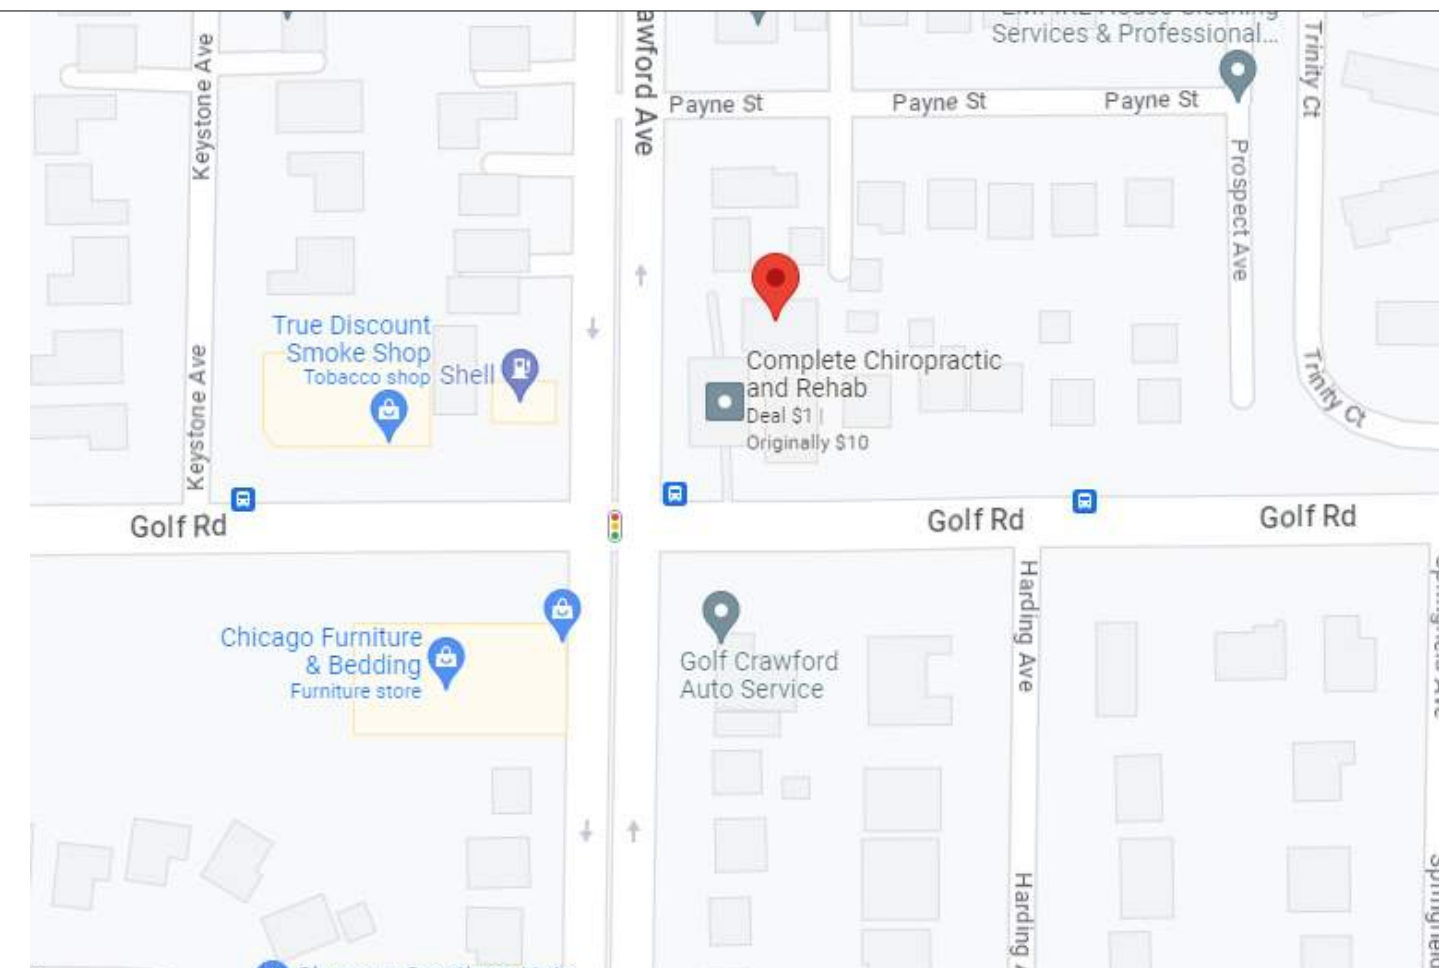 Services & Professional...
Keystone Ave
awford Ave
Trinity Ct
Payne St
Payne St
Payne St
Prospect Ave
True Discount
Smoke Shop
Tobacco shop
Shell
Keystone Ave
Complete Chiropractic
and Rehab
Deal $1 |
Originally $10
Trinity Ct
Golf Rd
Golf Rd
Golf Rd
Harding Ave
Chicago Furniture
& Bedding
Furniture store
Golf Crawford
Auto Service
Harding A